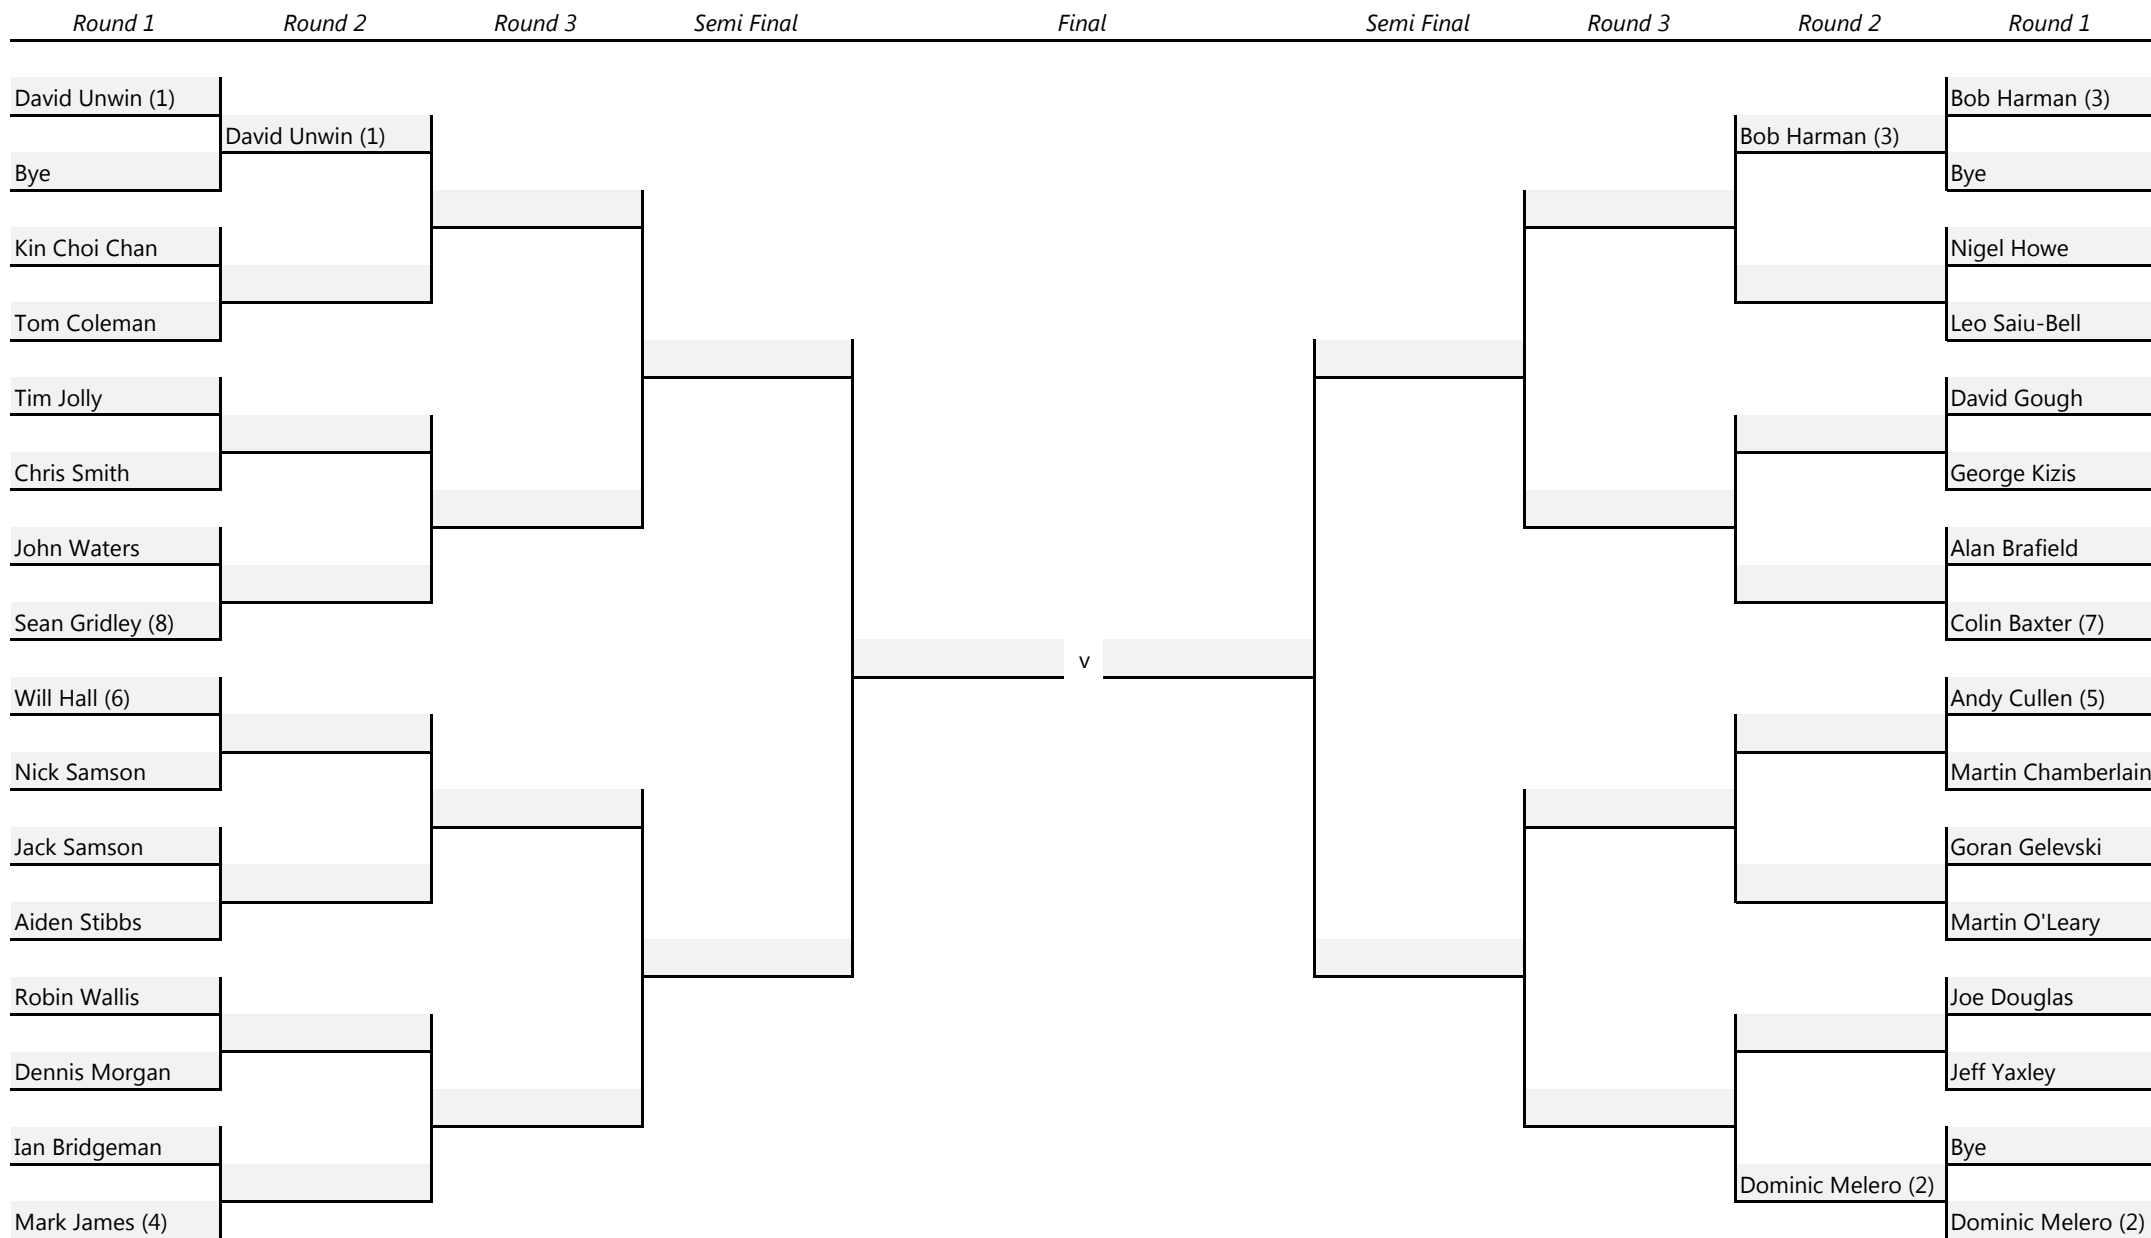 Round 1 Round 2 Round 3 Semi Final Final Semi Final Round 3 Round 2 Round 1
David Unwin (1) Bob Harman (3)
David Unwin (1) Bob Harman (3)
Bye Bye
Kin Choi Chan Nigel Howe
Tom Coleman Leo Saiu-Bell
Tim Jolly David Gough
Chris Smith George Kizis
John Waters Alan Brafield
Sean Gridley (8) Colin Baxter (7)
v
Will Hall (6) Andy Cullen (5)
Nick Samson Martin Chamberlain
Jack Samson Goran Gelevski
Aiden Stibbs Martin O'Leary
Robin Wallis Joe Douglas
Dennis Morgan Jeff Yaxley
Ian Bridgeman Bye
Dominic Melero (2)
Mark James (4) Dominic Melero (2)